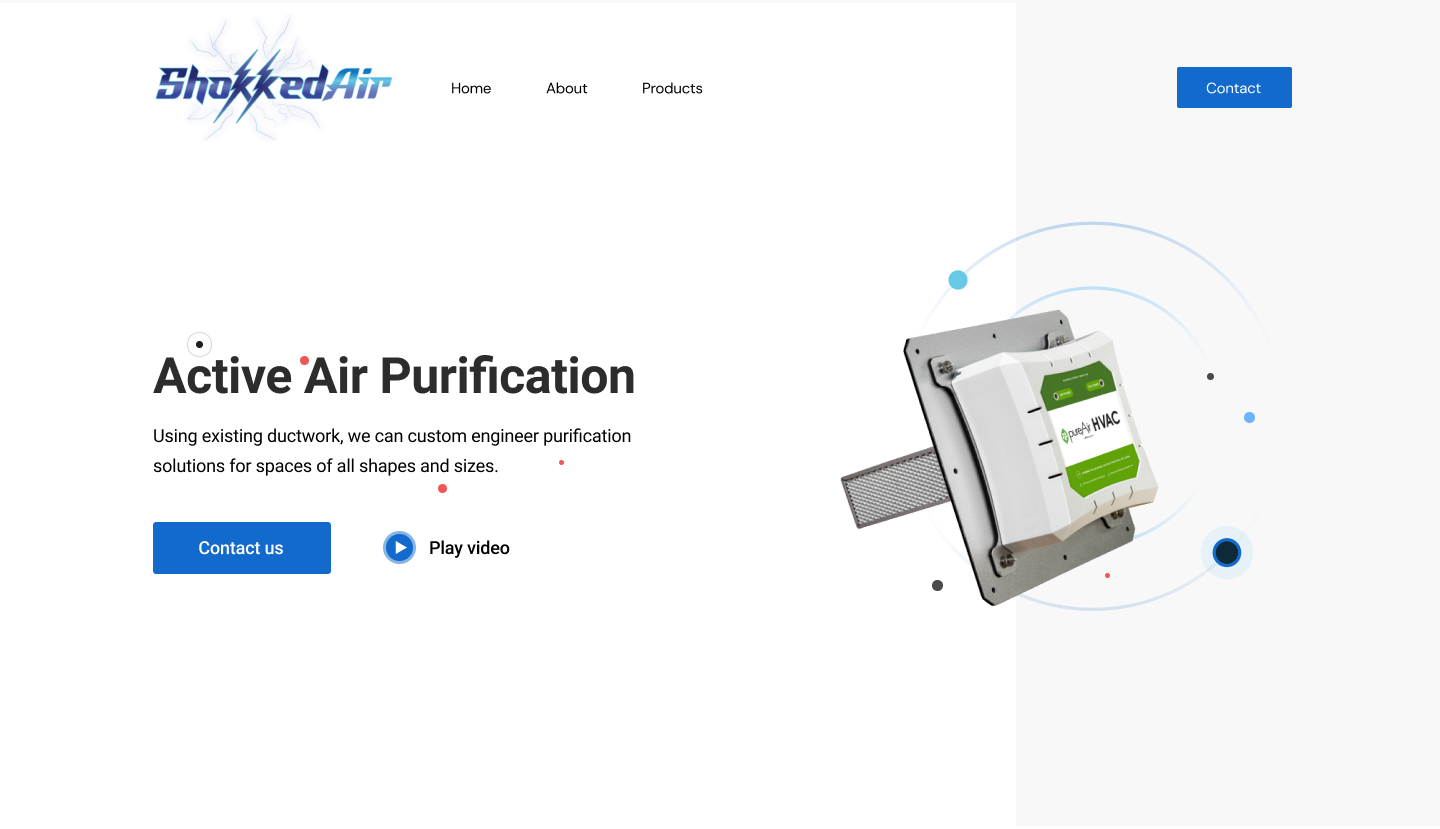 ShokkedAir
Home
About
Products
Contact
Active Air Purification
Using existing ductwork, we can custom engineer purification
solutions for spaces of all shapes and sizes.
Contact us
Play video
pureAir HVAC